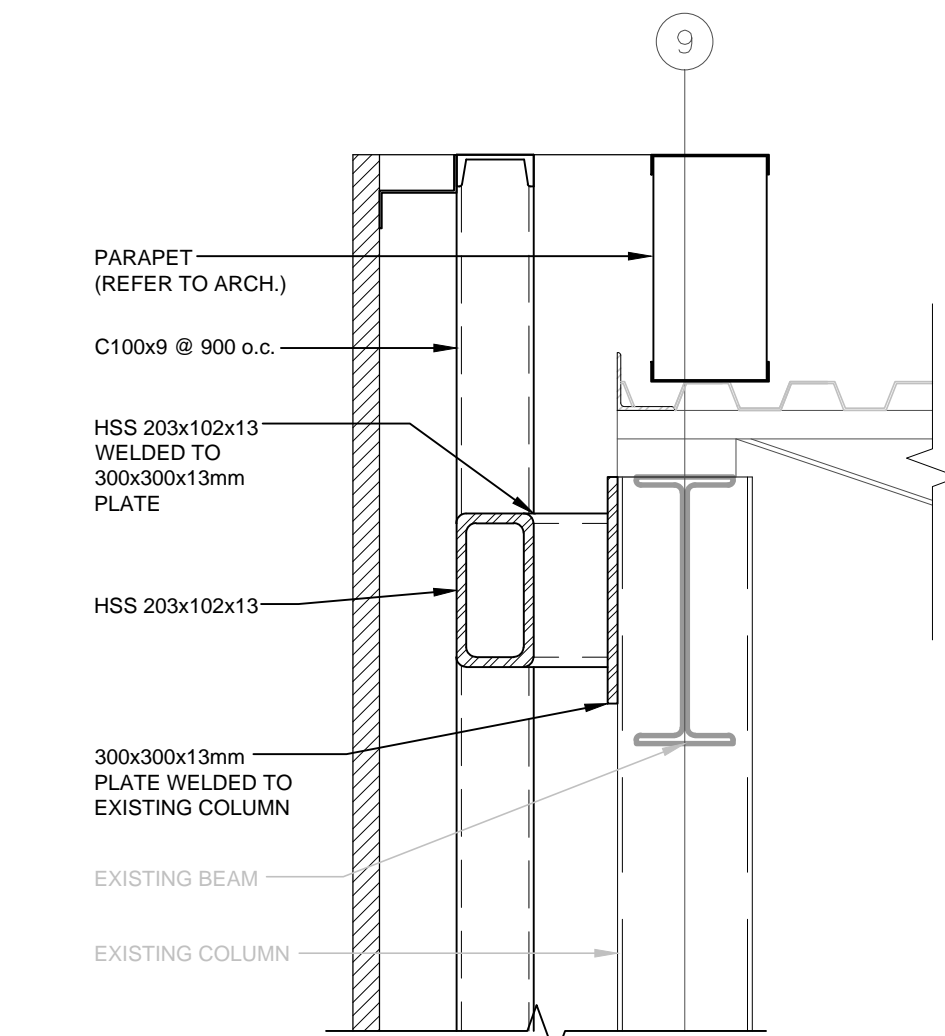 9
PARAPET
(REFER TO ARCH.)
C100x9 @ 900 o.c.
HSS 203x102x13
WELDED TO
300x300x13mm
PLATE
HSS 203x102x13
300x300x13mm
PLATE WELDED TO
EXISTING COLUMN
EXISTING BEAM
EXISTING COLUMN